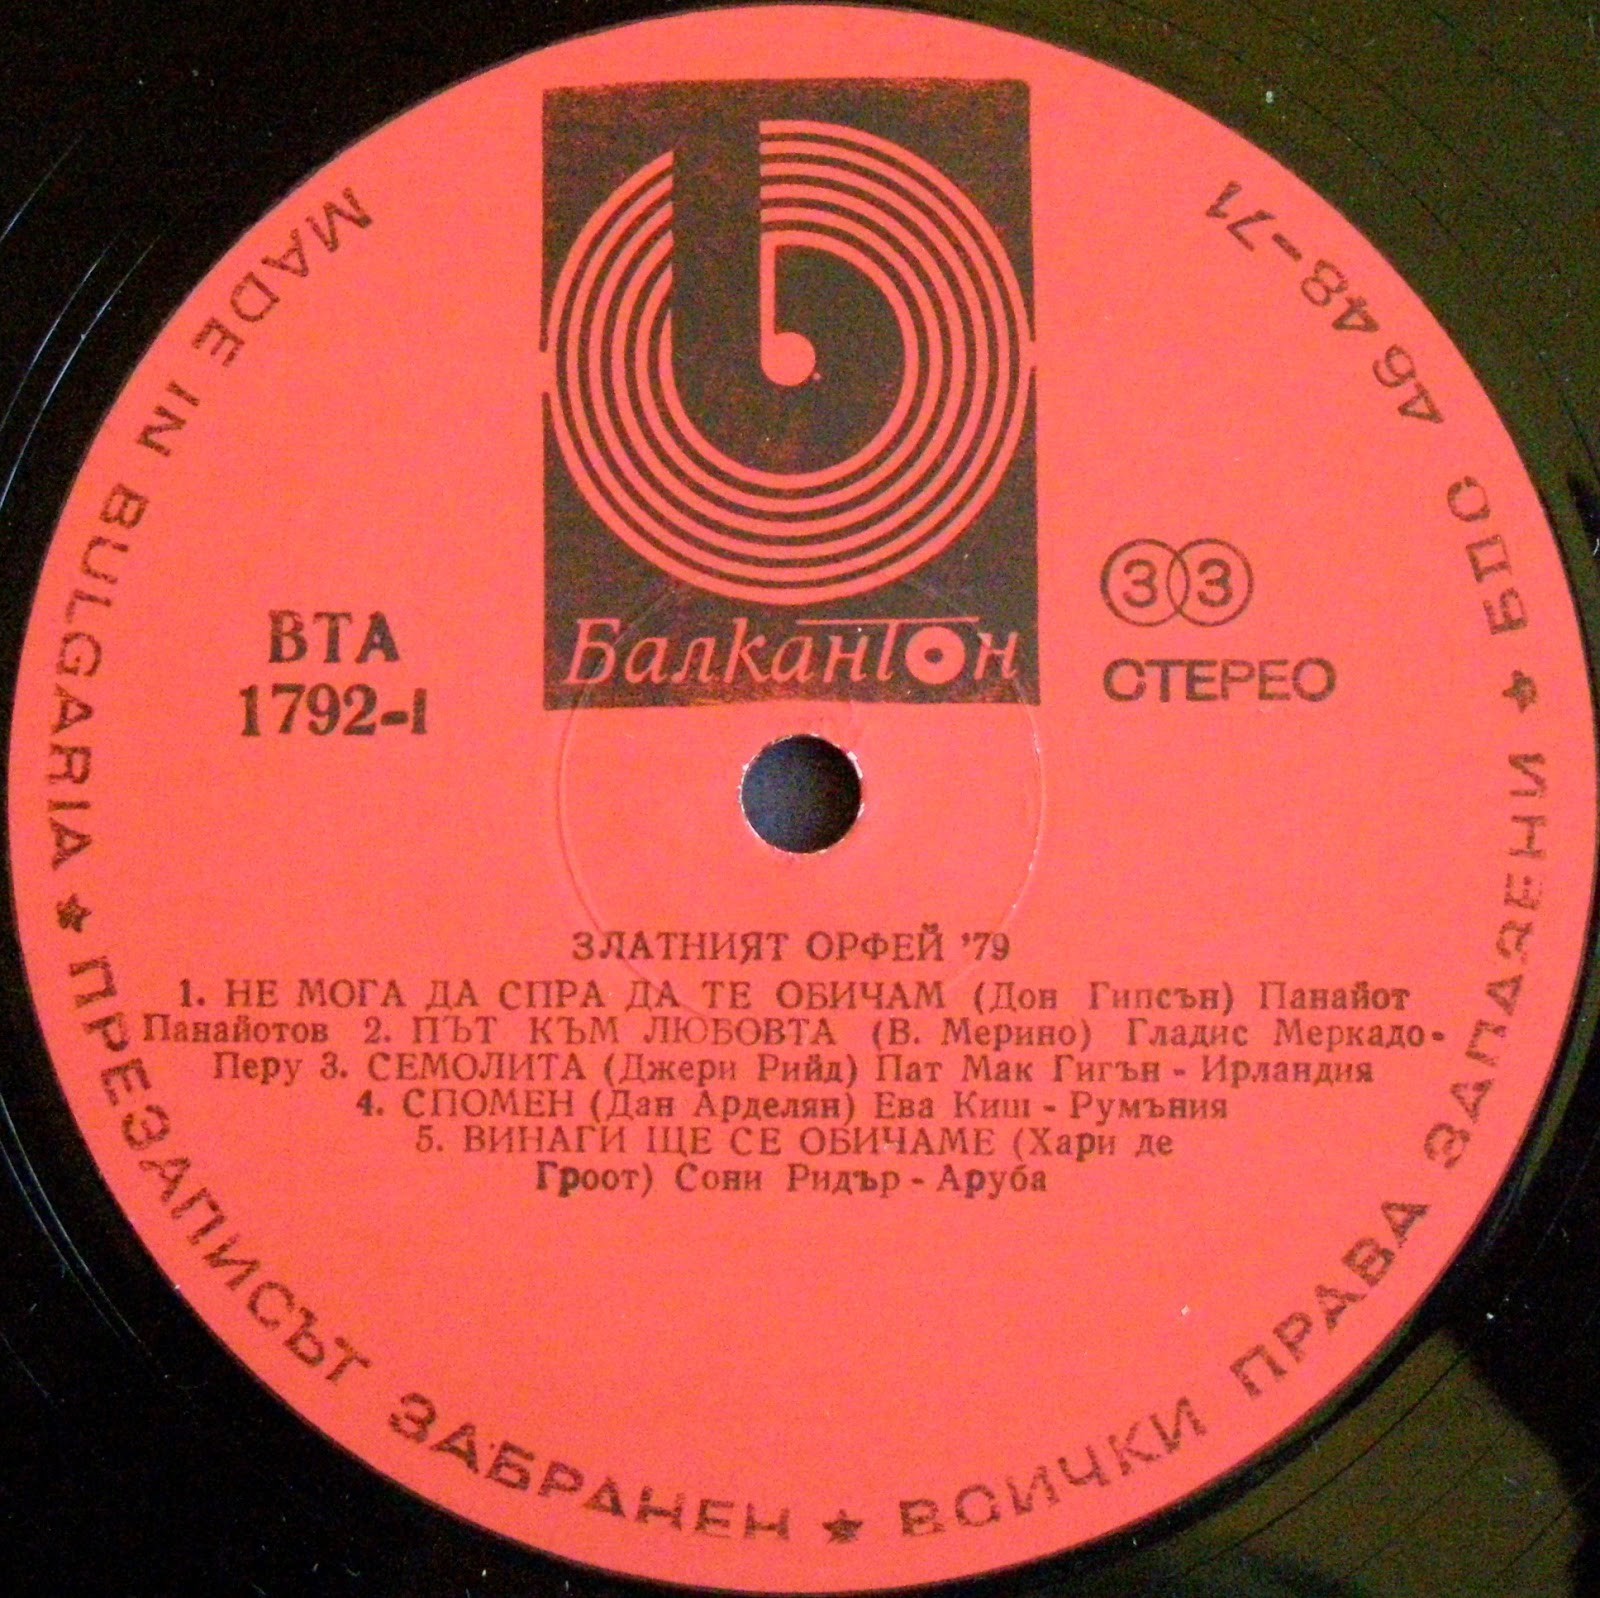 Балкантон
ВТА
1792-I
33
СТЕРЕО
ЗЛАТНИЯТ ОРФЕЙ '79
1. НЕ МОГА ДА СПРА ДА ТЕ ОБИЧАМ (Дон Гипсън) Панайот
Панайотов 2. ПЪТ КЪМ ЛЮБОВТА (В. Мерино) Гладис Меркадо-
Перу 3. СЕМОЛИТА (Джери Рийд) Пат Мак Гигън - Ирландия
4. СПОМЕН (Дан Арделян) Ева Киш - Румъния
5. ВИНАГИ ЩЕ СЕ ОБИЧАМЕ (Хари де
Гроот) Сони Ридър - Аруба
MADE IN BULGARIA ★ ПРЕЗАПИСЪТ ЗАБРАНЕН ★ ВСИЧКИ ПРАВА ЗАПАЗЕНИ ★ БДС 4648-71